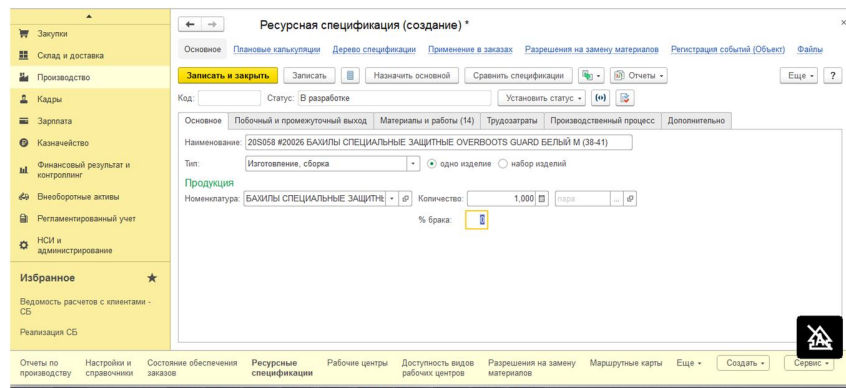 Закупки
Склад и доставка
Производство
Кадры
Зарплата
Казначейство
Финансовый результат и
контроллинг
Внеоборотные активы
Регламентированный учет
НСИ и
администрирование
Избранное
Ведомость расчетов с клиентами -
СБ
Реализация СБ
Ресурсная спецификация (создание) *
Основное Плановые калькуляции Дерево спецификации Применение в заказах Разрешения на замену материалов Регистрация событий (Объект) Файлы
Записать и закрыть Записать Назначить основной Сравнить спецификации Отчеты Еще ?
Код: Статус: В разработке Установить статус
Основное Побочный и промежуточный выход Материалы и работы (14) Трудозатраты Производственный процесс Дополнительно
Наименование: 20S058 #20026 БАХИЛЫ СПЕЦИАЛЬНЫЕ ЗАЩИТНЫЕ OVERBOOTS GUARD БЕЛЫЙ M (38-41)
Тип: Изготовление, сборка одно изделие набор изделий
Продукция
Номенклатура: БАХИЛЫ СПЕЦИАЛЬНЫЕ ЗАЩИТНЫ Количество: 1,000 пара ...
% брака: 0
Отчеты по Настройки и Состояние обеспечения Ресурсные Рабочие центры Доступность видов Разрешения на замену Маршрутные карты Еще Создать Сервис
производству справочники заказов спецификации рабочих центров материалов